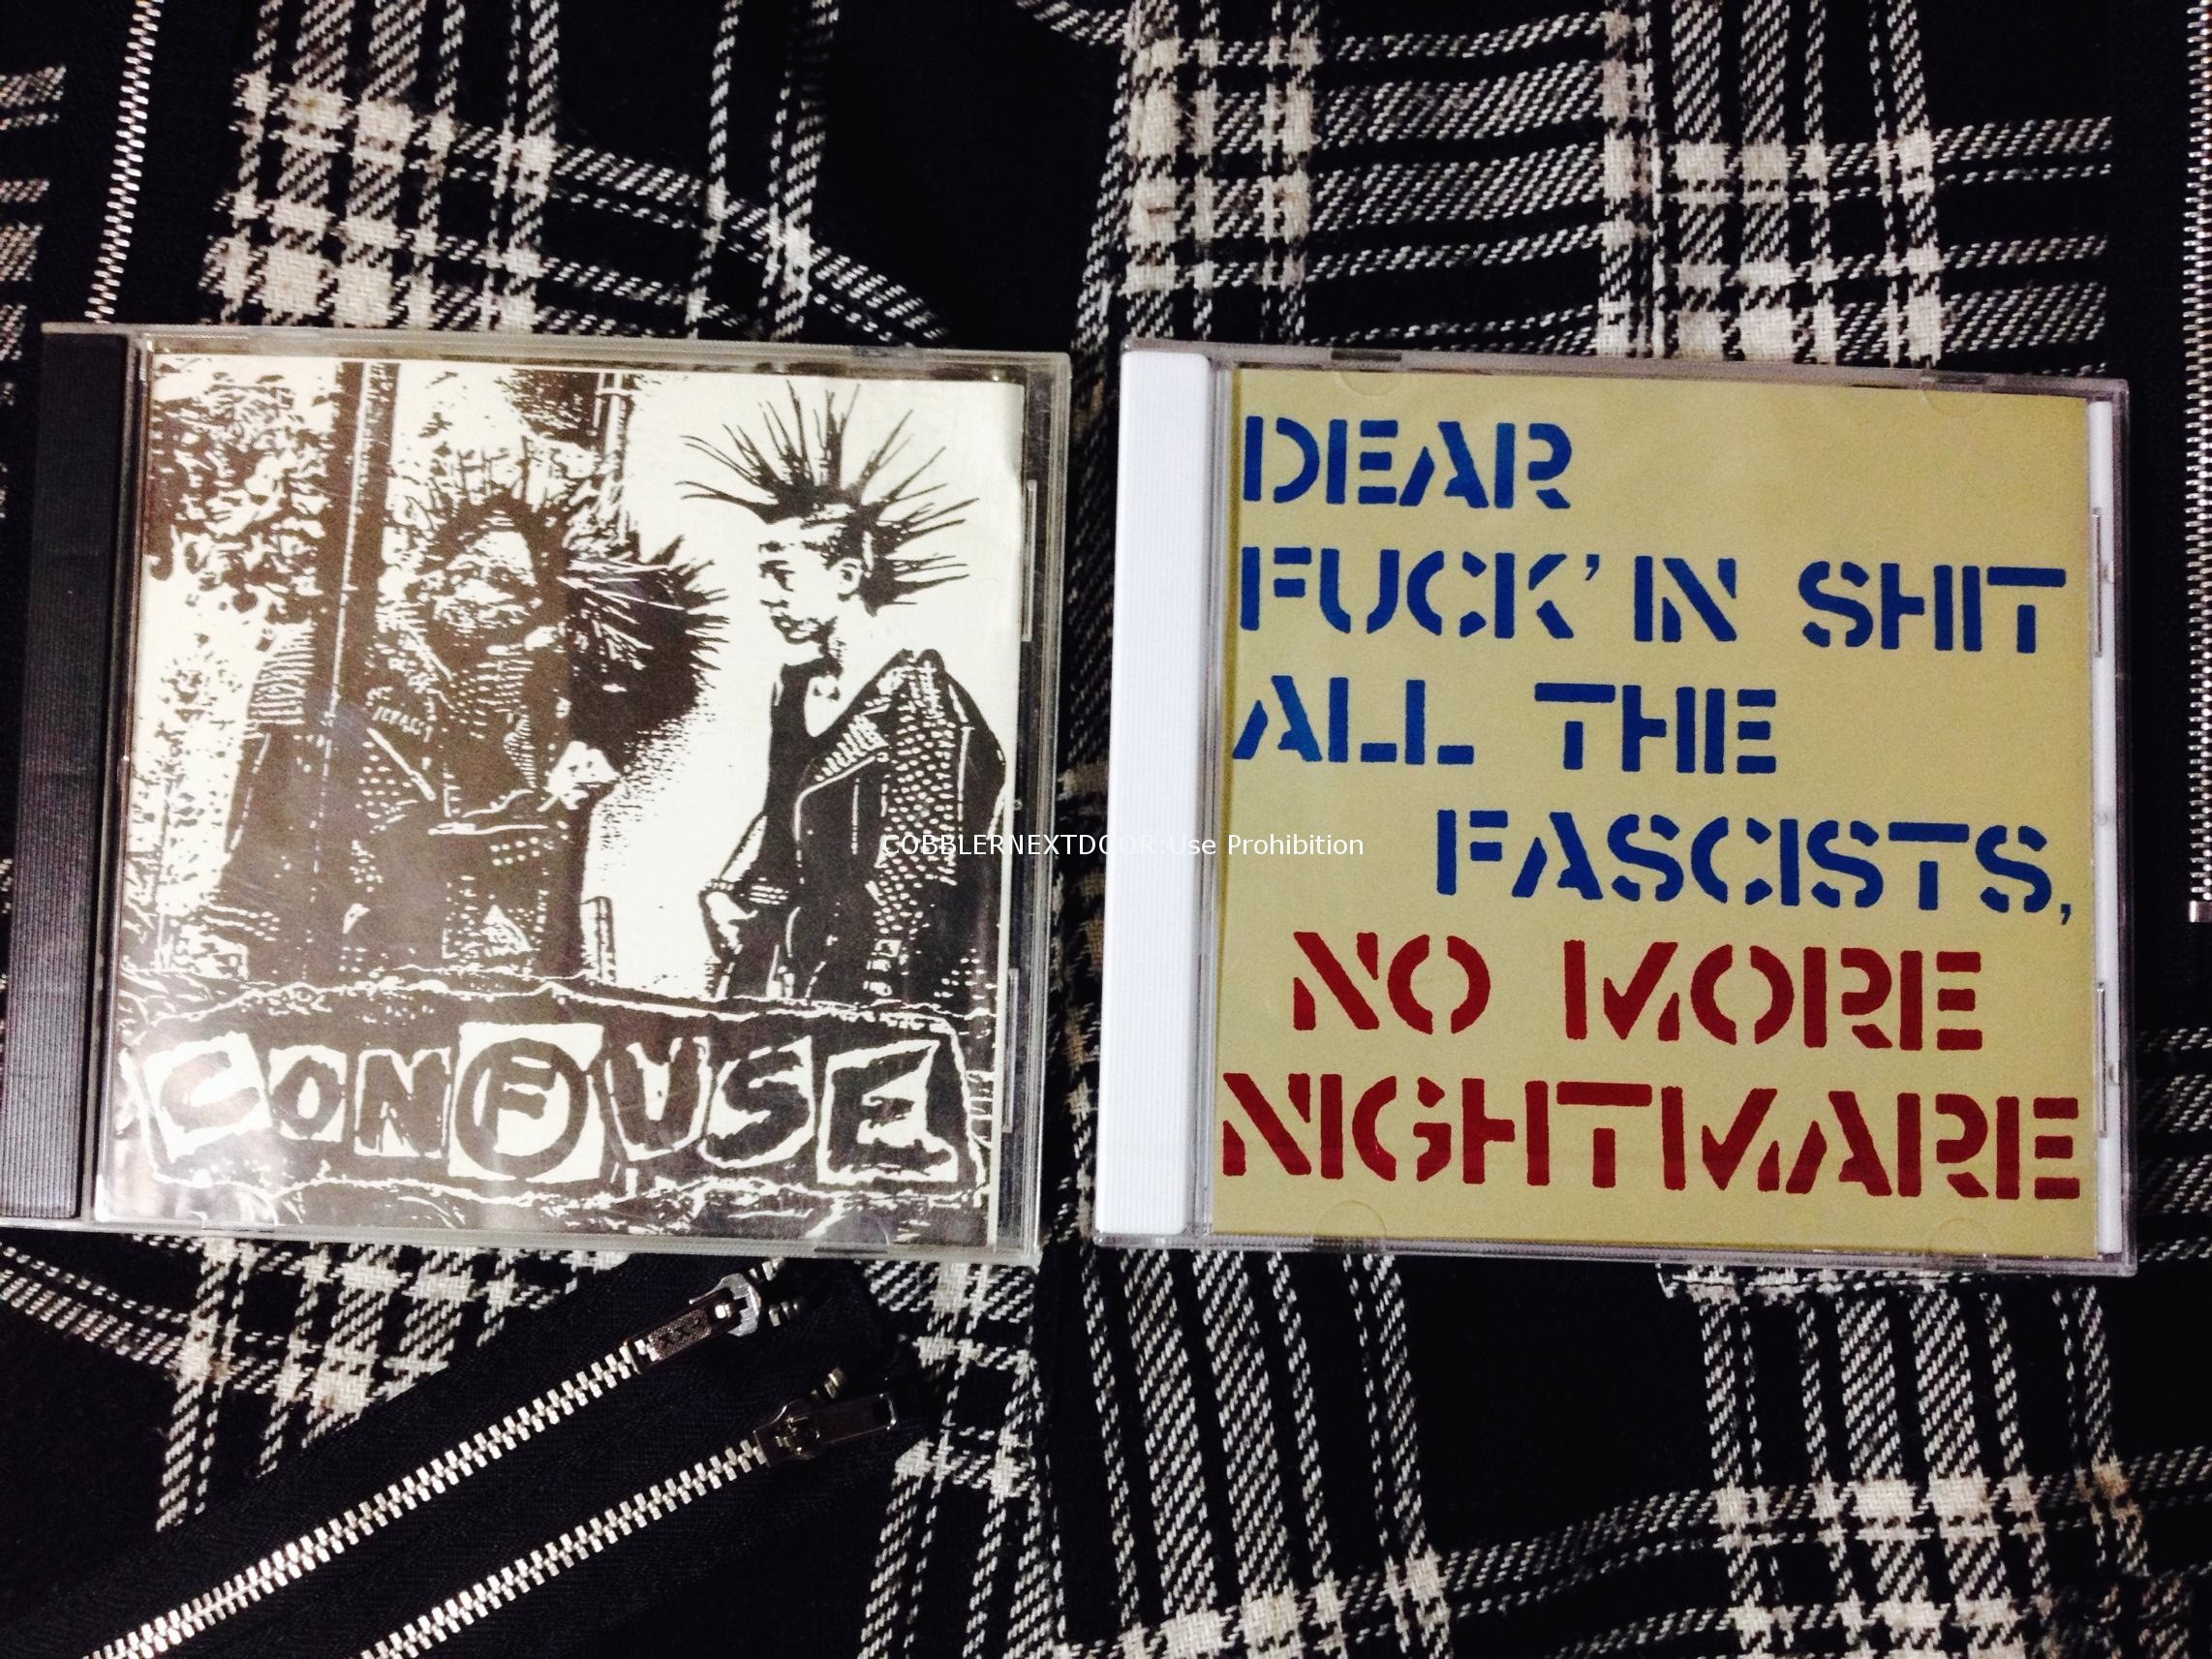 CONFUSE
DEAR
FUCK'IN SHIT
ALL THE
FASCISTS,
NO MORE
NIGHTMARE
COBBLERNEXTDOOR:Use Prohibition